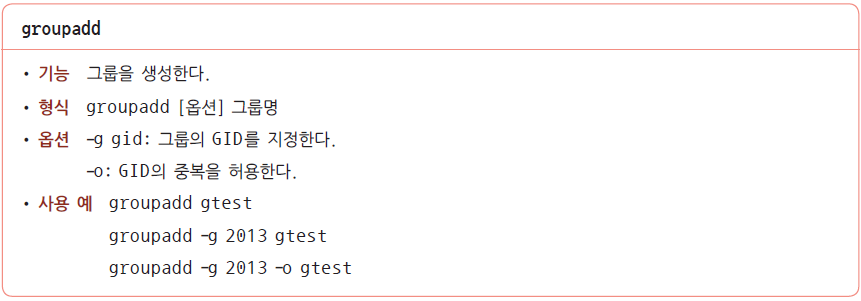 groupadd
• 기능 그룹을 생성한다.
• 형식 groupadd [옵션] 그룹명
• 옵션 -g gid: 그룹의 GID를 지정한다.
-o: GID의 중복을 허용한다.
• 사용 예 groupadd gtest
groupadd -g 2013 gtest
groupadd -g 2013 -o gtest